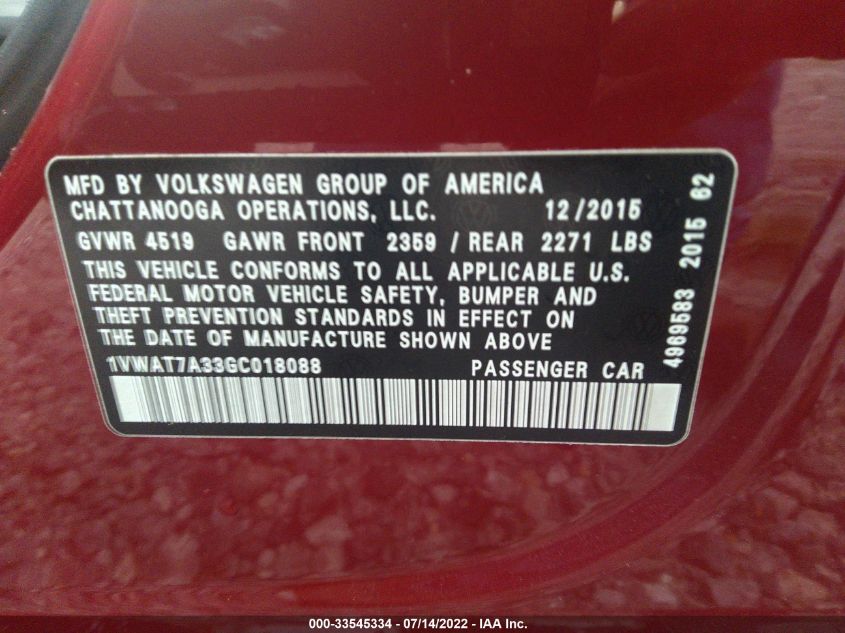 MFD BY VOLKSWAGEN GROUP OF AMERICA
CHATTANOOGA OPERATIONS, LLC. 12/2015
GVWR 4519 GAWR FRONT 2359 / REAR 2271 LBS
THIS VEHICLE CONFORMS TO ALL APPLICABLE U.S.
FEDERAL MOTOR VEHICLE SAFETY, BUMPER AND
THEFT PREVENTION STANDARDS IN EFFECT ON
THE DATE OF MANUFACTURE SHOWN ABOVE
1VWAT7A33GC018088 PASSENGER CAR
4969583 2015 62
000-33545334 - 07/14/2022 - IAA Inc.